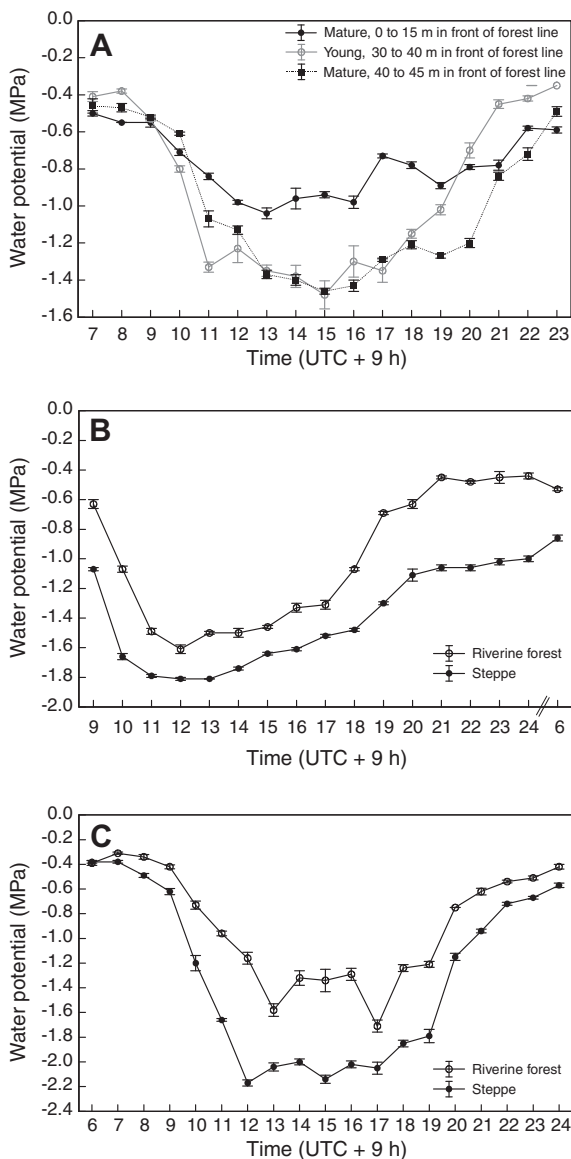 A
Mature, 0 to 15 m in front of forest line
Young, 30 to 40 m in front of forest line
Mature, 40 to 45 m in front of forest line
Water potential (MPa)
0.0
-0.2
-0.4
-0.6
-0.8
-1.0
-1.2
-1.4
-1.6
7 8 9 10 11 12 13 14 15 16 17 18 19 20 21 22 23
Time (UTC + 9 h)
B
Water potential (MPa)
0.0
-0.2
-0.4
-0.6
-0.8
-1.0
-1.2
-1.4
-1.6
-1.8
-2.0
Riverine forest
Steppe
9 10 11 12 13 14 15 16 17 18 19 20 21 22 23 24 // 6
Time (UTC + 9 h)
C
Water potential (MPa)
0.0
-0.2
-0.4
-0.6
-0.8
-1.0
-1.2
-1.4
-1.6
-1.8
-2.0
-2.2
-2.4
Riverine forest
Steppe
6 7 8 9 10 11 12 13 14 15 16 17 18 19 20 21 22 23 24
Time (UTC + 9 h)